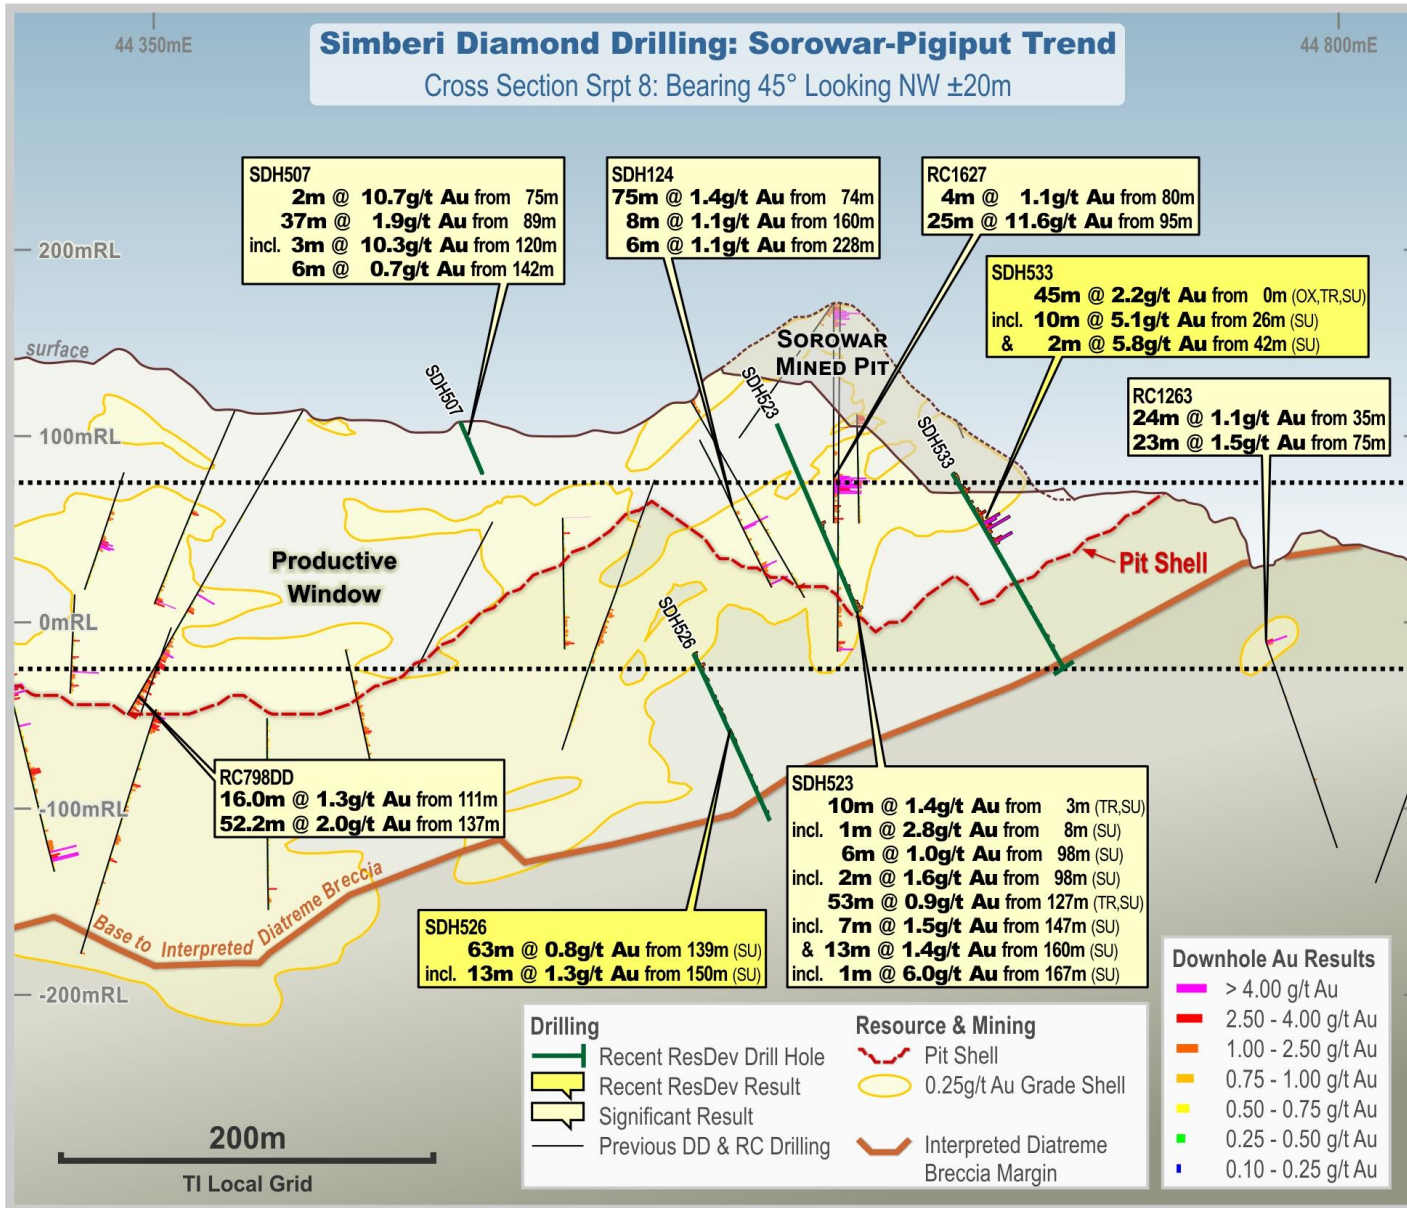 44 350mE
44 800mE
Simberi Diamond Drilling: Sorowar-Pigiput Trend
Cross Section Srpt 8: Bearing 45° Looking NW ±20m
SDH507
2m @ 10.7g/t Au from 75m
37m @ 1.9g/t Au from 89m
incl. 3m @ 10.3g/t Au from 120m
6m @ 0.7g/t Au from 142m
SDH124
75m @ 1.4g/t Au from 74m
8m @ 1.1g/t Au from 160m
6m @ 1.1g/t Au from 228m
RC1627
4m @ 1.1g/t Au from 80m
25m @ 11.6g/t Au from 95m
SDH533
45m @ 2.2g/t Au from 0m (OX,TR,SU)
incl. 10m @ 5.1g/t Au from 26m (SU)
& 2m @ 5.8g/t Au from 42m (SU)
RC1263
24m @ 1.1g/t Au from 35m
23m @ 1.5g/t Au from 75m
200mRL
surface
SOROWAR
MINED PIT
SDH507
SDH523
SDH533
100mRL
Productive
Window
Pit Shell
0mRL
SDH526
RC798DD
16.0m @ 1.3g/t Au from 111m
52.2m @ 2.0g/t Au from 137m
-100mRL
SDH523
10m @ 1.4g/t Au from 3m (TR,SU)
incl. 1m @ 2.8g/t Au from 8m (SU)
6m @ 1.0g/t Au from 98m (SU)
incl. 2m @ 1.6g/t Au from 98m (SU)
53m @ 0.9g/t Au from 127m (TR,SU)
incl. 7m @ 1.5g/t Au from 147m (SU)
& 13m @ 1.4g/t Au from 160m (SU)
incl. 1m @ 6.0g/t Au from 167m (SU)
Base to Interpreted Diatreme Breccia
SDH526
63m @ 0.8g/t Au from 139m (SU)
incl. 13m @ 1.3g/t Au from 150m (SU)
-200mRL
Drilling
Recent ResDev Drill Hole
Recent ResDev Result
Significant Result
Previous DD & RC Drilling
Resource & Mining
Pit Shell
0.25g/t Au Grade Shell
Interpreted Diatreme
Breccia Margin
Downhole Au Results
> 4.00 g/t Au
2.50 - 4.00 g/t Au
1.00 - 2.50 g/t Au
0.75 - 1.00 g/t Au
0.50 - 0.75 g/t Au
0.25 - 0.50 g/t Au
0.10 - 0.25 g/t Au
200m
TI Local Grid